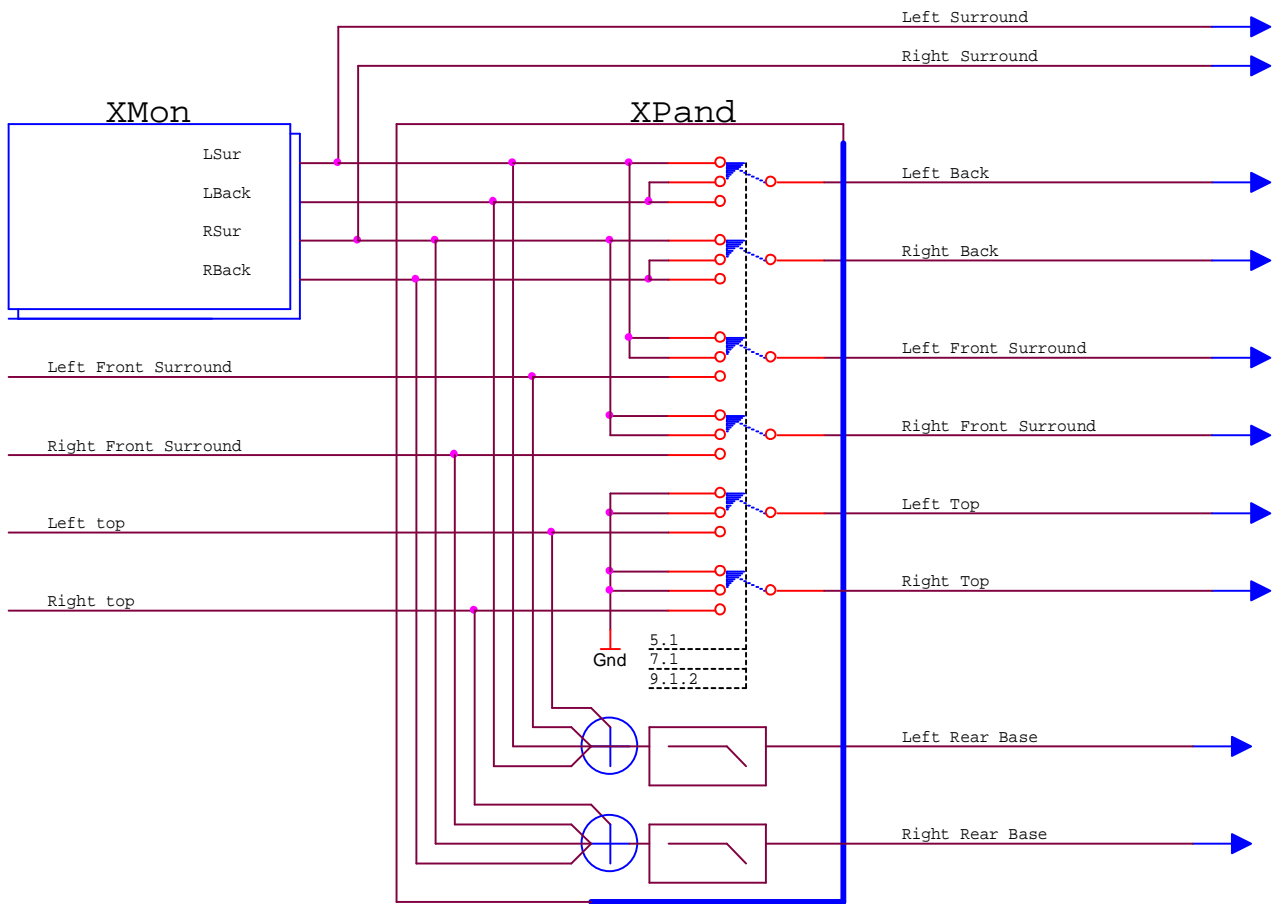 Left Surround
Right Surround
XMon
XPand
LSur
LBack
Left Back
RSur
Right Back
RBack
Left Front Surround
Left Front Surround
Right Front Surround
Right Front Surround
Left top
Left Top
Right top
Right Top
5.1
Gnd
7.1
9.1.2
Left Rear Base
Right Rear Base